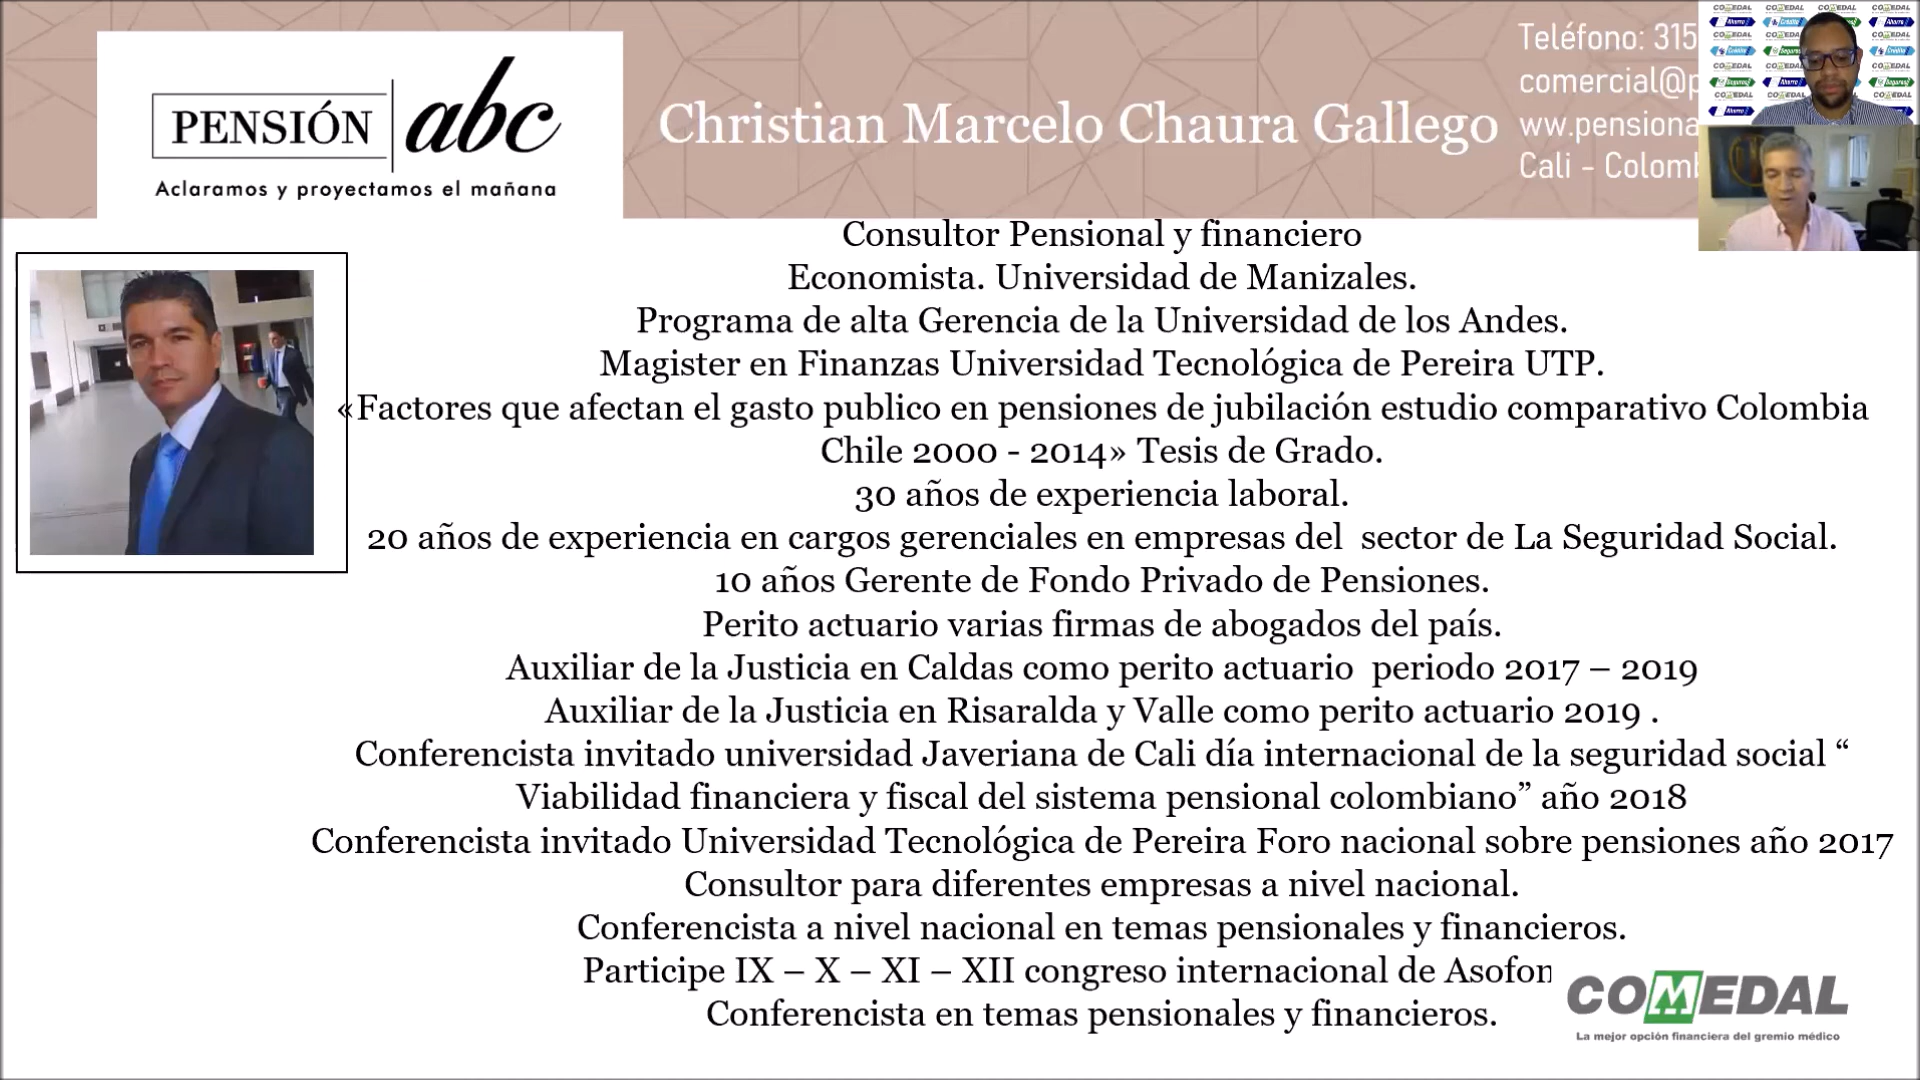 PENSIÓN abc
Aclaramos y proyectamos el mañana
Christian Marcelo Chaura Gallego
Teléfono: 315
comercial@p
ww.pensiona
Cali - Colomb
Consultor Pensional y financiero
Economista. Universidad de Manizales.
Programa de alta Gerencia de la Universidad de los Andes.
Magister en Finanzas Universidad Tecnológica de Pereira UTP.
«Factores que afectan el gasto publico en pensiones de jubilación estudio comparativo Colombia
Chile 2000 - 2014» Tesis de Grado.
30 años de experiencia laboral.
20 años de experiencia en cargos gerenciales en empresas del  sector de La Seguridad Social.
10 años Gerente de Fondo Privado de Pensiones.
Perito actuario varias firmas de abogados del país.
Auxiliar de la Justicia en Caldas como perito actuario  periodo 2017 – 2019
Auxiliar de la Justicia en Risaralda y Valle como perito actuario 2019 .
Conferencista invitado universidad Javeriana de Cali día internacional de la seguridad social “
Viabilidad financiera y fiscal del sistema pensional colombiano” año 2018
Conferencista invitado Universidad Tecnológica de Pereira Foro nacional sobre pensiones año 2017
Consultor para diferentes empresas a nivel nacional.
Conferencista a nivel nacional en temas pensionales y financieros.
Participe IX – X – XI – XII congreso internacional de Asofon
Conferencista en temas pensionales y financieros.
COMEDAL
La mejor opción financiera del gremio médico